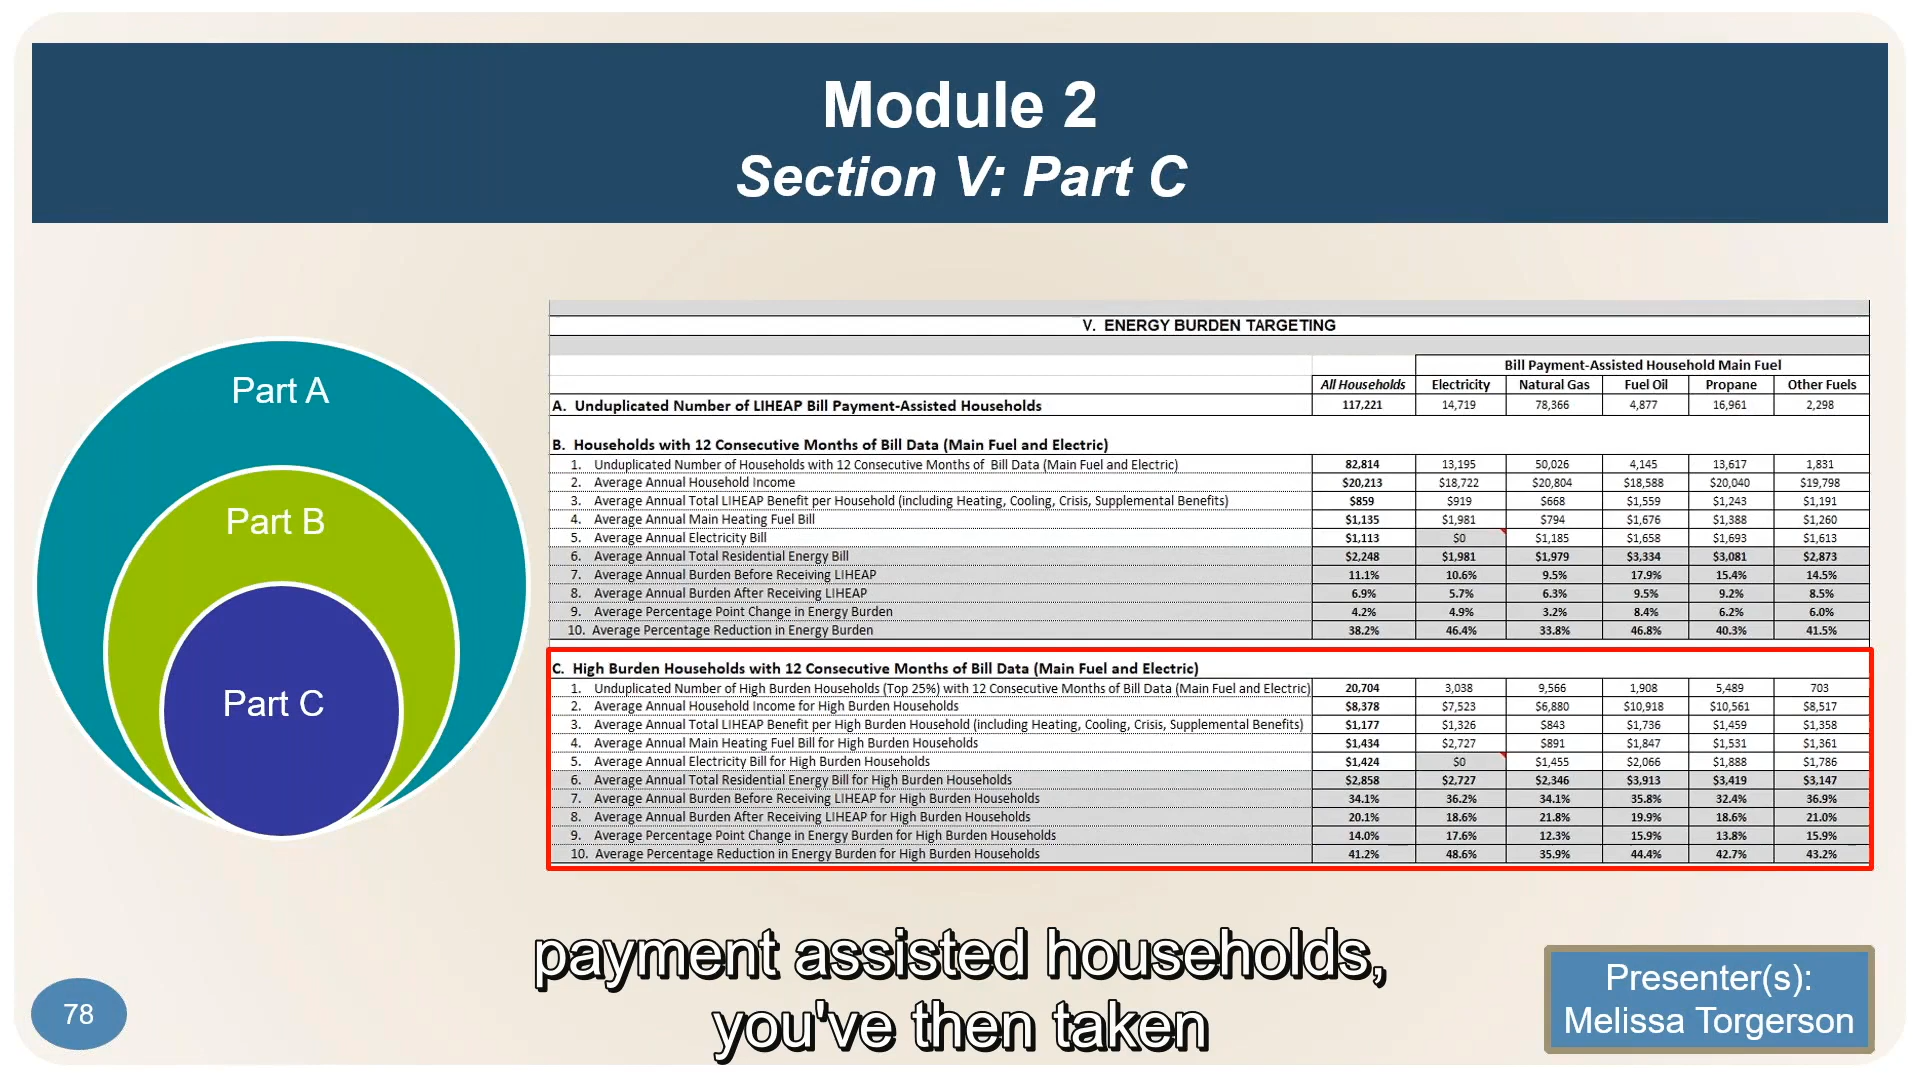 Module 2
Section V: Part C
Part A
Part B
Part C
V. ENERGY BURDEN TARGETING
Bill Payment-Assisted Household Main Fuel
All Households Electricity Natural Gas Fuel Oil Propane Other Fuels
A. Unduplicated Number of LIHEAP Bill Payment-Assisted Households 117,221 14,719 78,366 4,877 16,961 2,298
B. Households with 12 Consecutive Months of Bill Data (Main Fuel and Electric)
1. Unduplicated Number of Households with 12 Consecutive Months of Bill Data (Main Fuel and Electric) 82,814 13,195 50,026 4,145 13,617 1,831
2. Average Annual Household Income $20,213 $18,722 $20,804 $18,588 $20,040 $19,798
3. Average Annual Total LIHEAP Benefit per Household (including Heating, Cooling, Crisis, Supplemental Benefits) $859 $919 $668 $1,559 $1,243 $1,191
4. Average Annual Main Heating Fuel Bill $1,135 $1,981 $794 $1,676 $1,388 $1,260
5. Average Annual Electricity Bill $1,113 $0 $1,185 $1,658 $1,693 $1,613
6. Average Annual Total Residential Energy Bill $2,248 $1,981 $1,979 $3,334 $3,081 $2,873
7. Average Annual Burden Before Receiving LIHEAP 11.1% 10.6% 9.5% 17.9% 15.4% 14.5%
8. Average Annual Burden After Receiving LIHEAP 6.9% 5.7% 6.3% 9.5% 9.2% 8.5%
9. Average Percentage Point Change in Energy Burden 4.2% 4.9% 3.2% 8.4% 6.2% 6.0%
10. Average Percentage Reduction in Energy Burden 38.2% 46.4% 33.8% 46.8% 40.3% 41.5%
C. High Burden Households with 12 Consecutive Months of Bill Data (Main Fuel and Electric)
1. Unduplicated Number of High Burden Households (Top 25%) with 12 Consecutive Months of Bill Data (Main Fuel and Electric) 20,704 3,038 9,566 1,908 5,489 703
2. Average Annual Household Income for High Burden Households $8,378 $7,523 $6,880 $10,918 $10,561 $8,517
3. Average Annual Total LIHEAP Benefit per High Burden Household (including Heating, Cooling, Crisis, Supplemental Benefits) $1,177 $1,326 $843 $1,736 $1,459 $1,358
4. Average Annual Main Heating Fuel Bill for High Burden Households $1,434 $2,727 $891 $1,847 $1,531 $1,361
5. Average Annual Electricity Bill for High Burden Households $1,424 $0 $1,455 $2,066 $1,888 $1,786
6. Average Annual Total Residential Energy Bill for High Burden Households $2,858 $2,727 $2,346 $3,913 $3,419 $3,147
7. Average Annual Burden Before Receiving LIHEAP for High Burden Households 34.1% 36.2% 34.1% 35.8% 32.4% 36.9%
8. Average Annual Burden After Receiving LIHEAP for High Burden Households 20.1% 18.6% 21.8% 19.9% 18.6% 21.0%
9. Average Percentage Point Change in Energy Burden for High Burden Households 14.0% 17.6% 12.3% 15.9% 13.8% 15.9%
10. Average Percentage Reduction in Energy Burden for High Burden Households 41.2% 48.6% 35.9% 44.4% 42.7% 43.2%
payment assisted households,
you've then taken
78
Presenter(s):
Melissa Torgerson